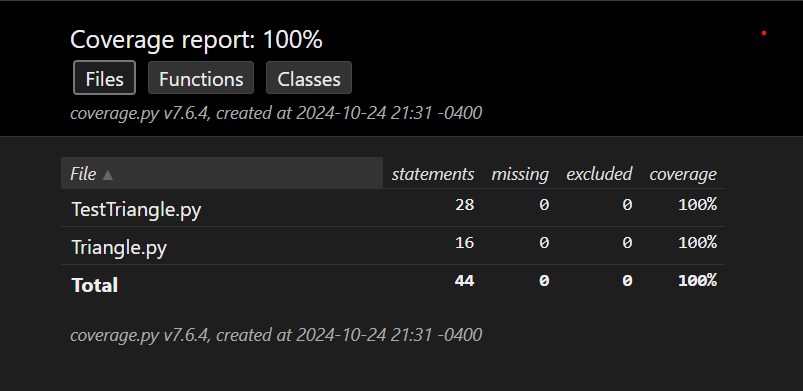 Coverage report: 100%
Files Functions Classes
coverage.py v7.6.4, created at 2024-10-24 21:31 -0400
File ▲ statements missing excluded coverage
TestTriangle.py 28 0 0 100%
Triangle.py 16 0 0 100%
Total 44 0 0 100%
coverage.py v7.6.4, created at 2024-10-24 21:31 -0400